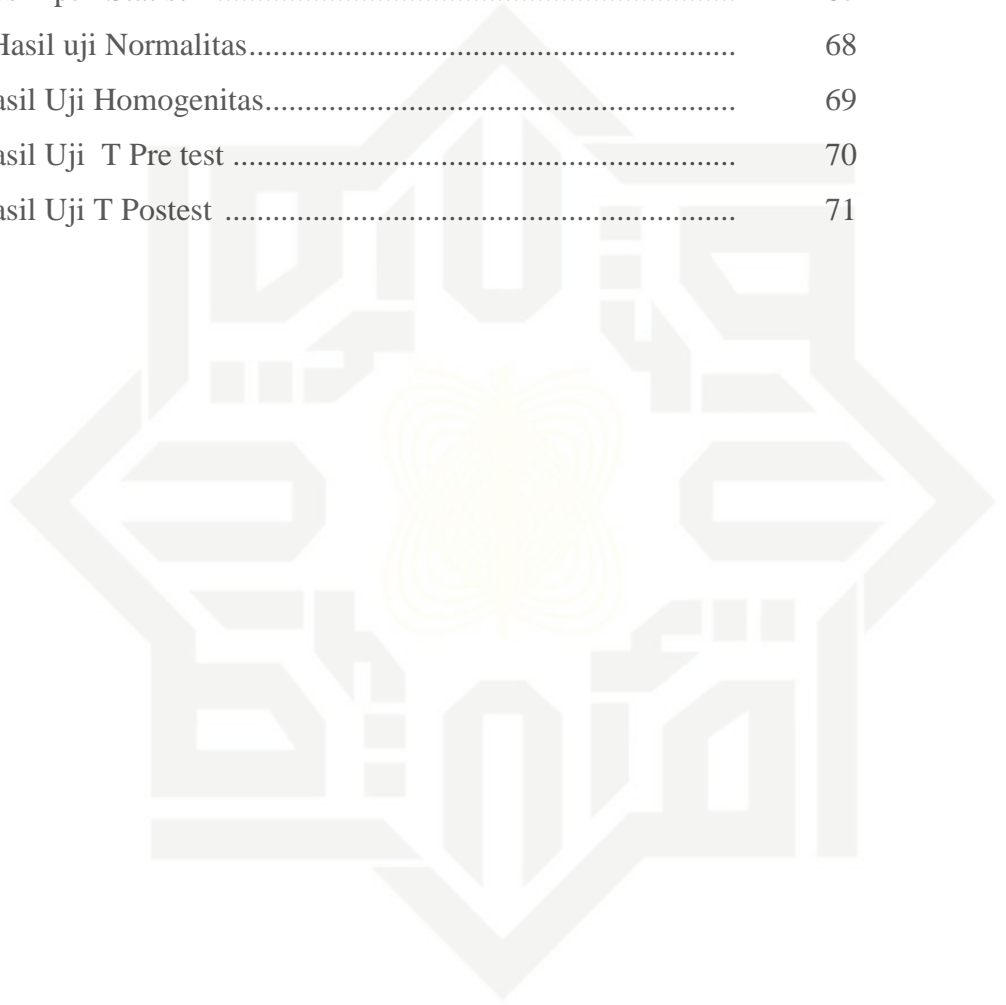 Hasil uji Normalitas.......................................................... 68
asil Uji Homogenitas........................................................ 69
asil Uji T Pre test ............................................................ 70
asil Uji T Postest ............................................................. 71